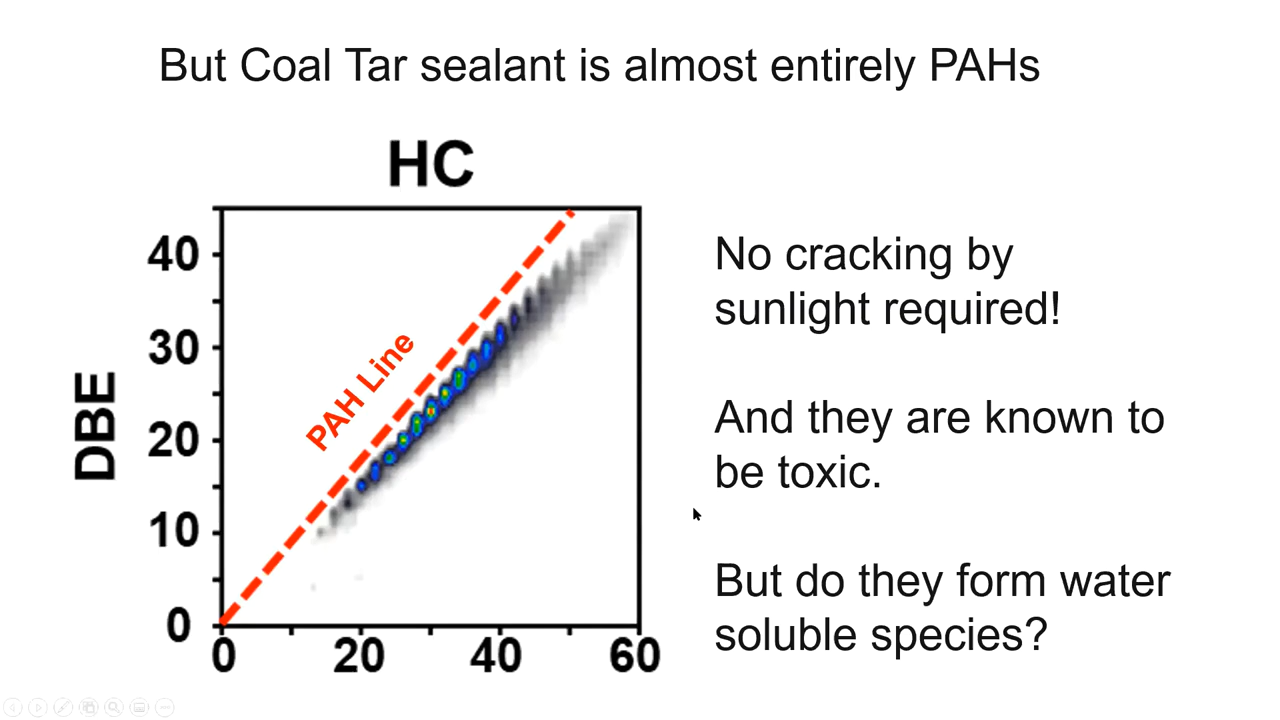 But Coal Tar sealant is almost entirely PAHs
HC
DBE
40
30
20
10
0
PAH Line
0
20
40
60
No cracking by
sunlight required!
And they are known to
be toxic.
But do they form water
soluble species?